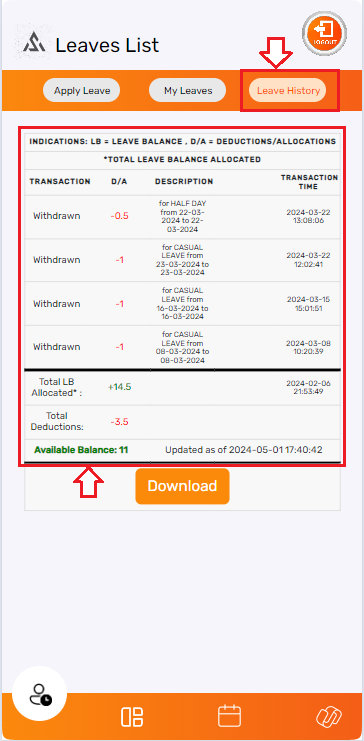 Leaves List
LOGOUT
Apply Leave
My Leaves
Leave History
INDICATIONS: LB = LEAVE BALANCE , D/A = DEDUCTIONS/ALLOCATIONS
*TOTAL LEAVE BALANCE ALLOCATED
TRANSACTION D/A DESCRIPTION TRANSACTION
TIME
Withdrawn -0.5 for HALF DAY
from 22-03-
2024 to 22-
03-2024
2024-03-22
13:08:06
Withdrawn -1 for CASUAL
LEAVE from
23-03-2024 to
23-03-2024
2024-03-22
12:02:41
Withdrawn -1 for CASUAL
LEAVE from
16-03-2024 to
16-03-2024
2024-03-15
15:01:51
Withdrawn -1 for CASUAL
LEAVE from
08-03-2024 to
08-03-2024
2024-03-08
10:20:39
Total LB
Allocated* :
+14.5
2024-02-06
21:53:49
Total
Deductions:
-3.5
Available Balance: 11 Updated as of 2024-05-01 17:40:42
Download